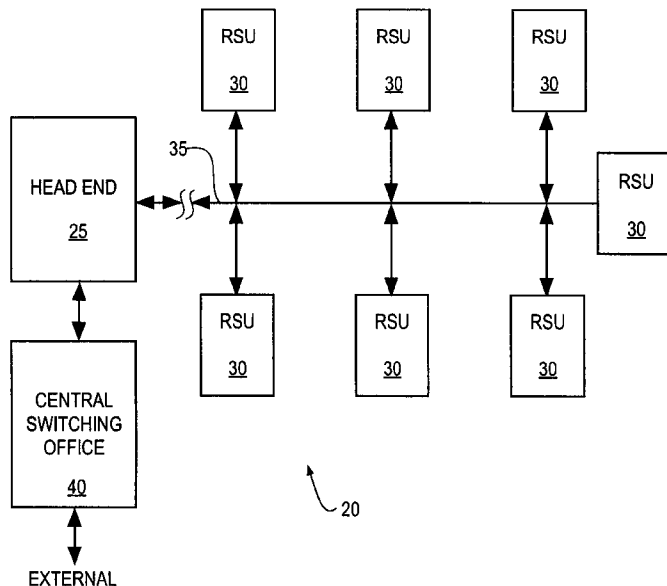 RSU
30
RSU
30
RSU
30
35
HEAD END
25
RSU
30
RSU
30
RSU
30
RSU
30
CENTRAL
SWITCHING
OFFICE
40
20
EXTERNAL